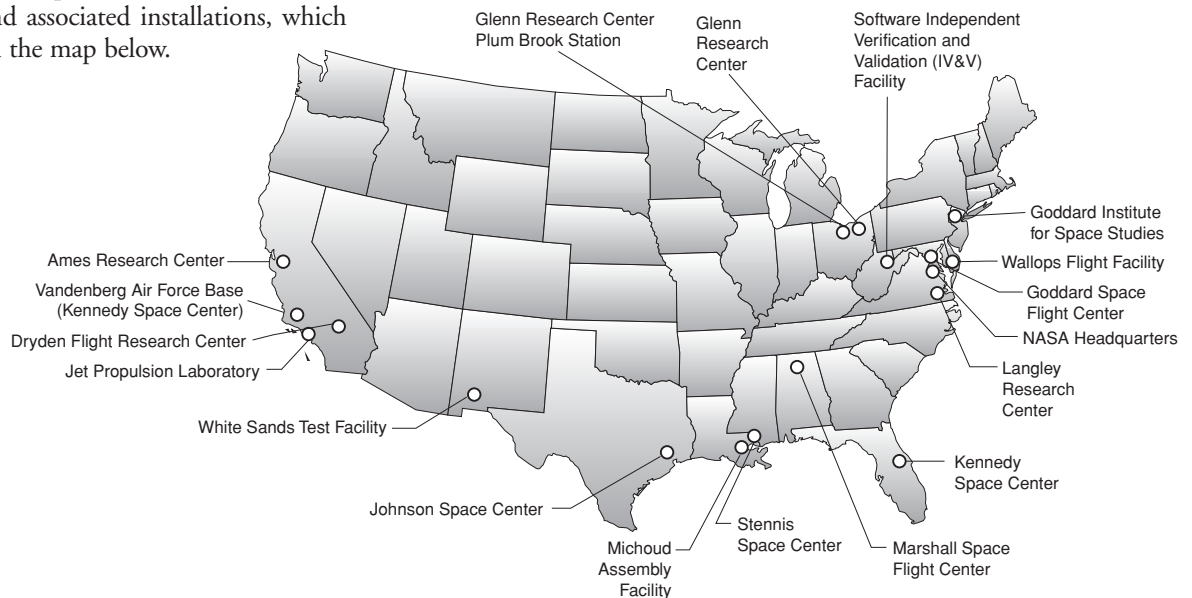 nd associated installations, which
the map below.
Glenn Research Center
Plum Brook Station
Glenn
Research
Center
Software Independent
Verification and
Validation (IV&V)
Facility
Goddard Institute
for Space Studies
Wallops Flight Facility
Goddard Space
Flight Center
NASA Headquarters
Langley
Research
Center
Kennedy
Space Center
Marshall Space
Flight Center
Stennis
Space Center
Michoud
Assembly
Facility
Johnson Space Center
White Sands Test Facility
Jet Propulsion Laboratory
Dryden Flight Research Center
Vandenberg Air Force Base
(Kennedy Space Center)
Ames Research Center